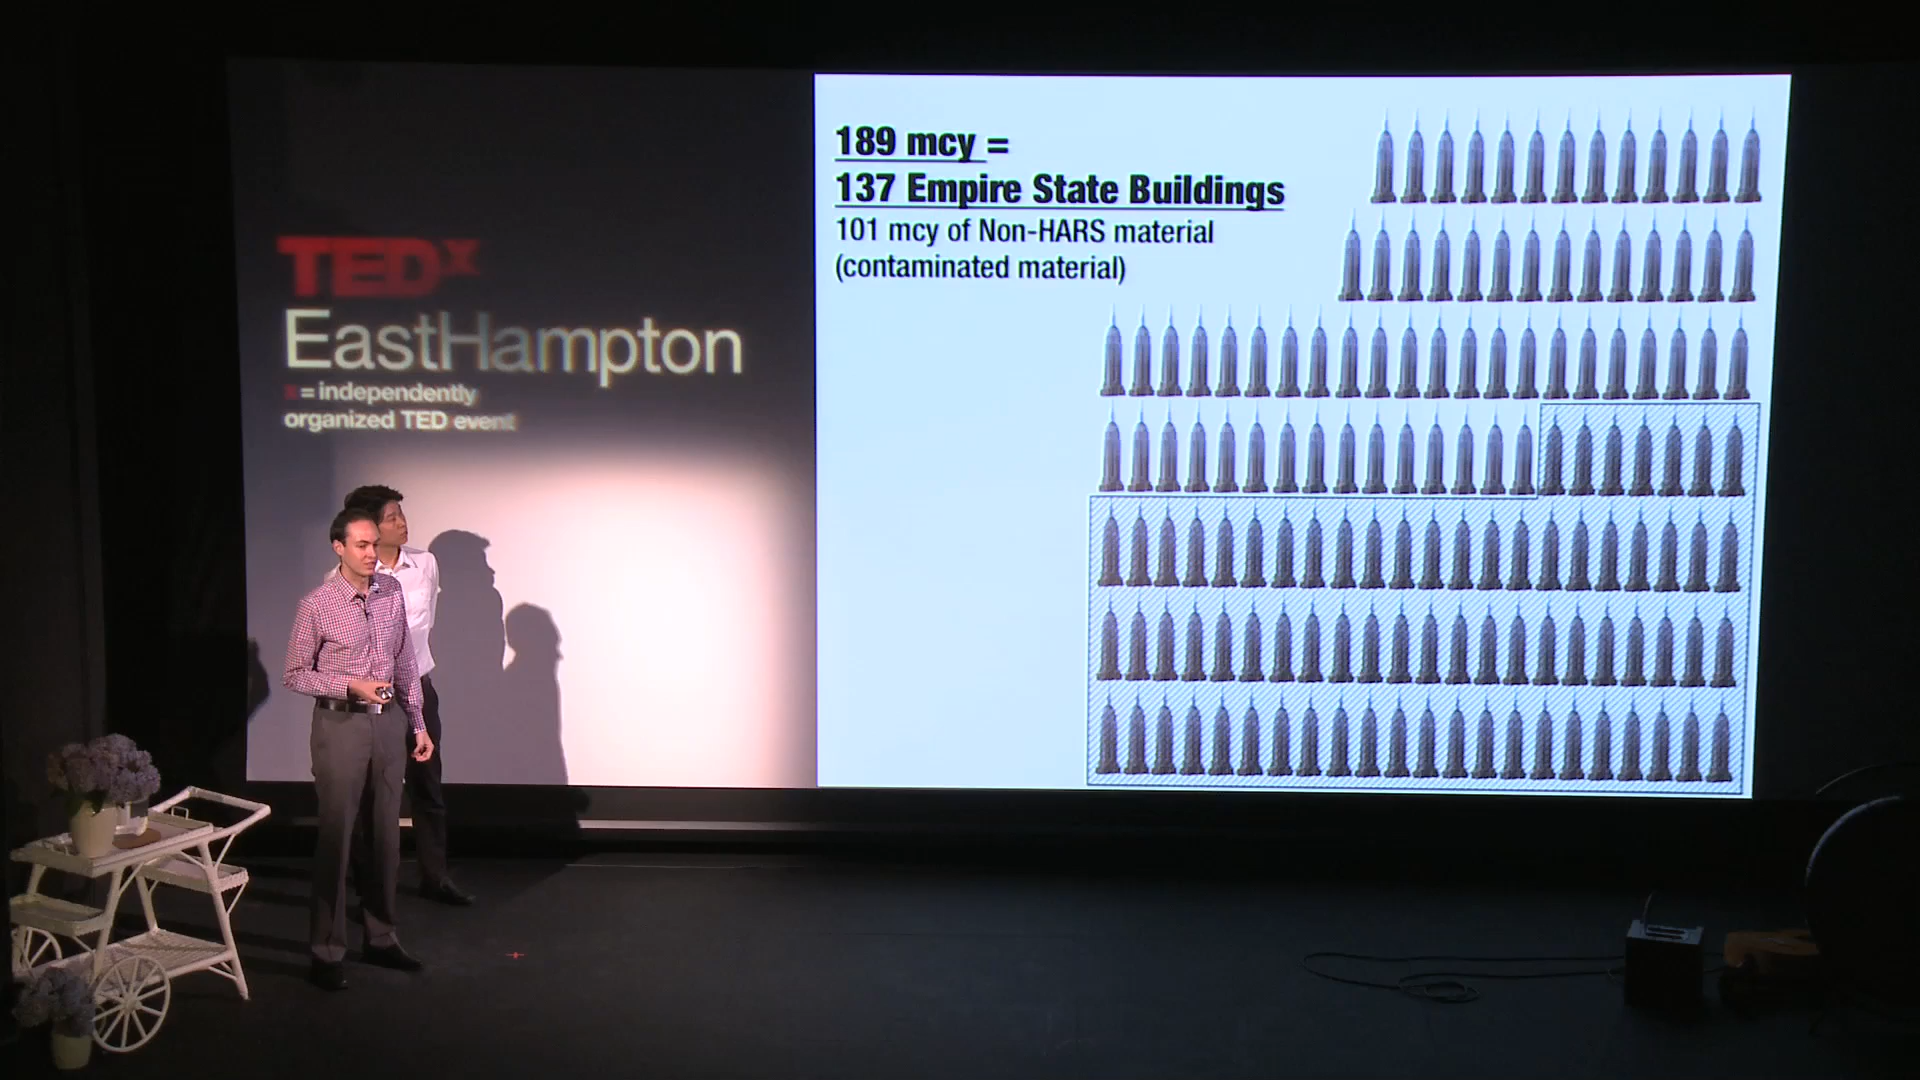 TEDx
EastHampton
x = independently
organized TED event
189 mcy =
137 Empire State Buildings
101 mcy of Non-HARS material
(contaminated material)